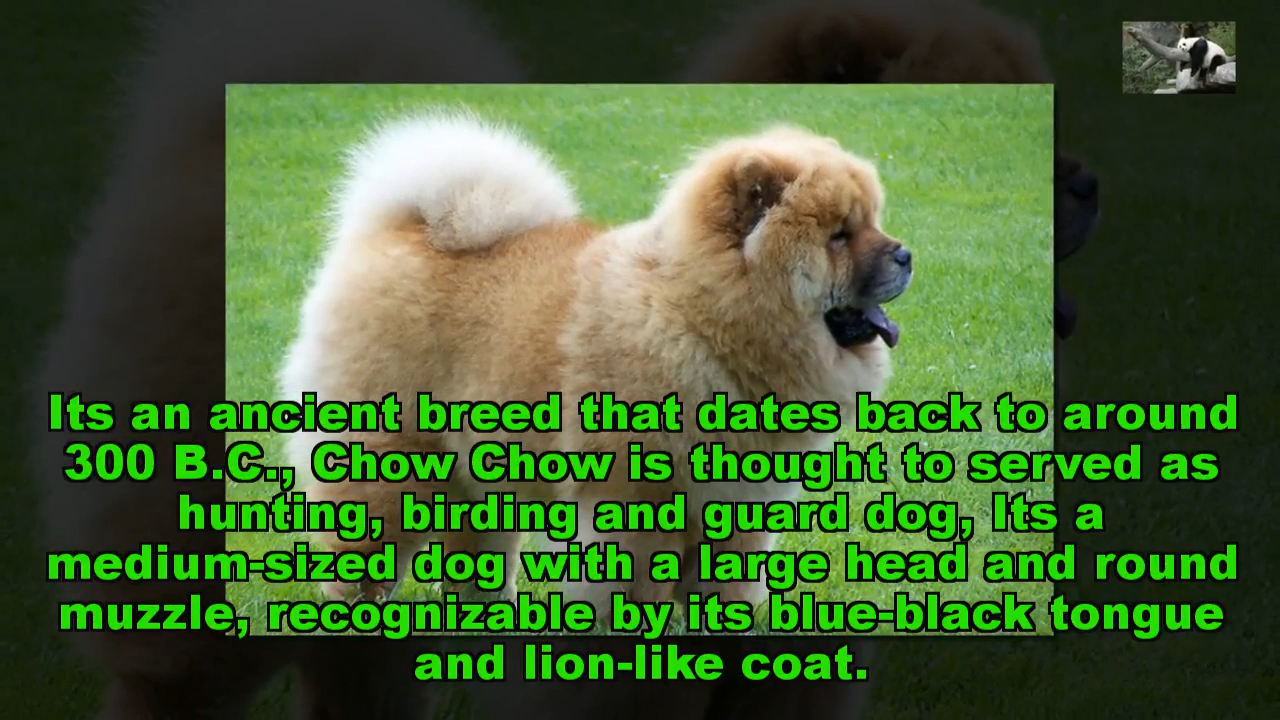 Its an ancient breed that dates back to around
300 B.C., Chow Chow is thought to served as
hunting, birding and guard dog, Its a
medium-sized dog with a large head and round
muzzle, recognizable by its blue-black tongue
and lion-like coat.